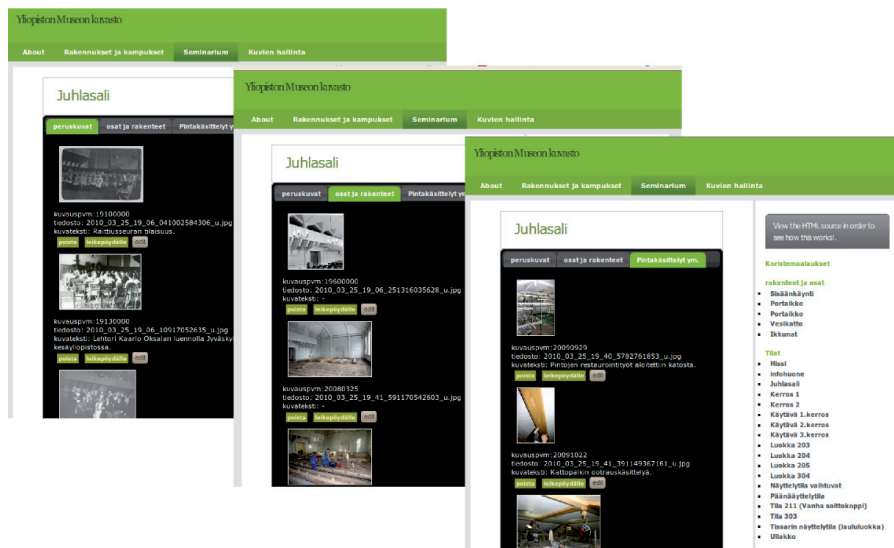 Yliopiston Museon kuvasto
About Rakennukset ja kampukset Seminarium Kuvien hallinta
Juhlasali
peruskuvat osat ja rakenteet Pintakäsittelyt ym
kuvauspvm:19100000
tiedosto: 2010_03_25_19_06_041002584306_u.jpg
kuvateksti: Raittiusseuran tilaisuus.
poista leikepöydälle edit
kuvauspvm:19130000
tiedosto: 2010_03_25_19_06_10917052635_u.jpg
kuvateksti: Lehtori Kaarlo Oksalan luennolla Jyväsky
kesäyliopistossa.
poista leikepöydälle edit
Yliopiston Museon kuvasto
About Rakennukset ja kampukset Seminarium Kuvien hallinta
Juhlasali
peruskuvat osat ja rakenteet Pintakäsittelyt ym
kuvauspvm:19600000
tiedosto: 2010_03_25_19_06_251316035628_u.jpg
kuvateksti: -
poista leikepöydälle edit
kuvauspvm:20080325
tiedosto: 2010_03_25_19_41_591170542603_u.jpg
kuvateksti: -
poista leikepöydälle edit
Yliopiston Museon kuvasto
About Rakennukset ja kampukset Seminarium Kuvien hallinta
Juhlasali
peruskuvat osat ja rakenteet Pintakäsittelyt ym.
kuvauspvm:20090929
tiedosto: 2010_03_25_19_40_5782761853_u.jpg
kuvateksti: Pintojen restaurointityöt aloitettiin katosta.
poista leikepöydälle edit
kuvauspvm:20091022
tiedosto: 2010_03_25_19_41_391149367161_u.jpg
kuvateksti: Kattopalkin ootrauskäsittelyä.
poista leikepöydälle edit
View the HTML source in order to
see how this works!.
Koristemaalaukset
rakenteet ja osat
Sisäänkäynti
Portaikko
Portaikko
Vesikatto
Ikkunat
Tilat
Hissi
infohuone
Juhlasali
Kerros 1
Kerros 2
Käytävä 1.kerros
Käytävä 2.kerros
Käytävä 3.kerros
Luokka 203
Luokka 204
Luokka 205
Luokka 304
Näyttelytila vaihtuvat
Päänääyttelytila
Tila 211 (Vanha soittokoppi)
Tila 303
Tissarin näyttelytila (laululuokka)
Ullakko